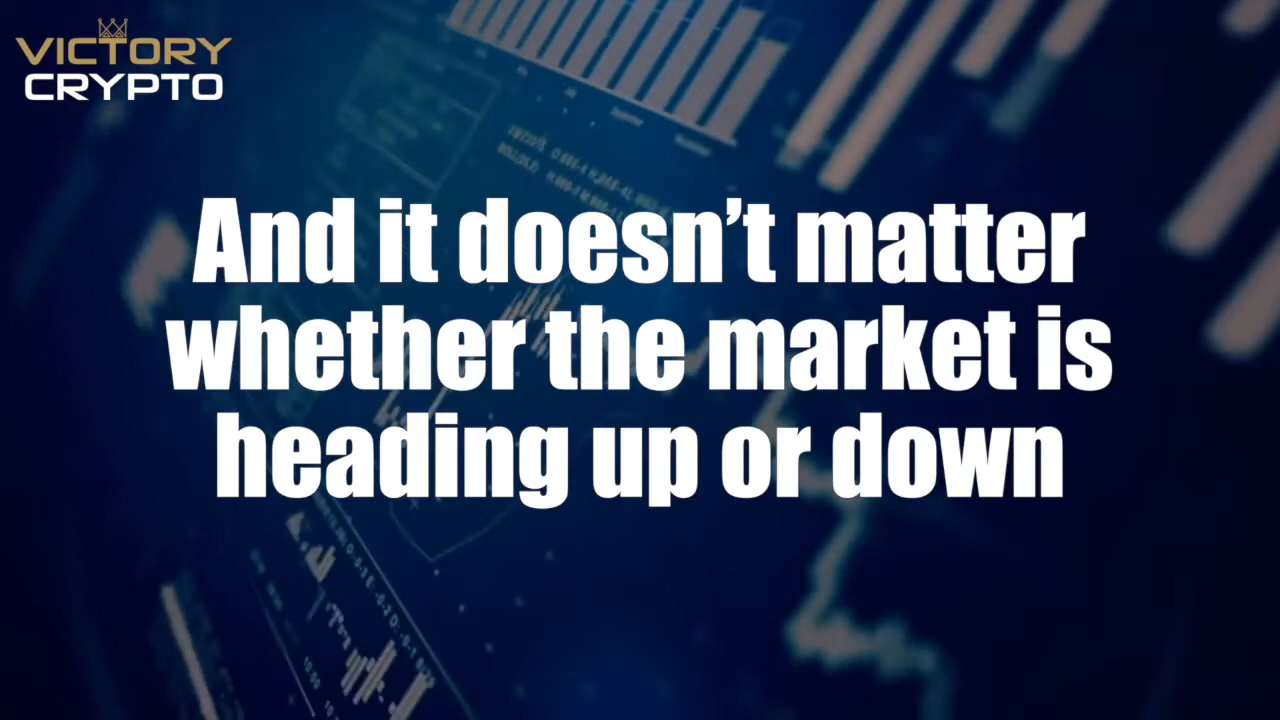 VICTORY
CRYPTO
And it doesn’t matter
whether the market is
heading up or down